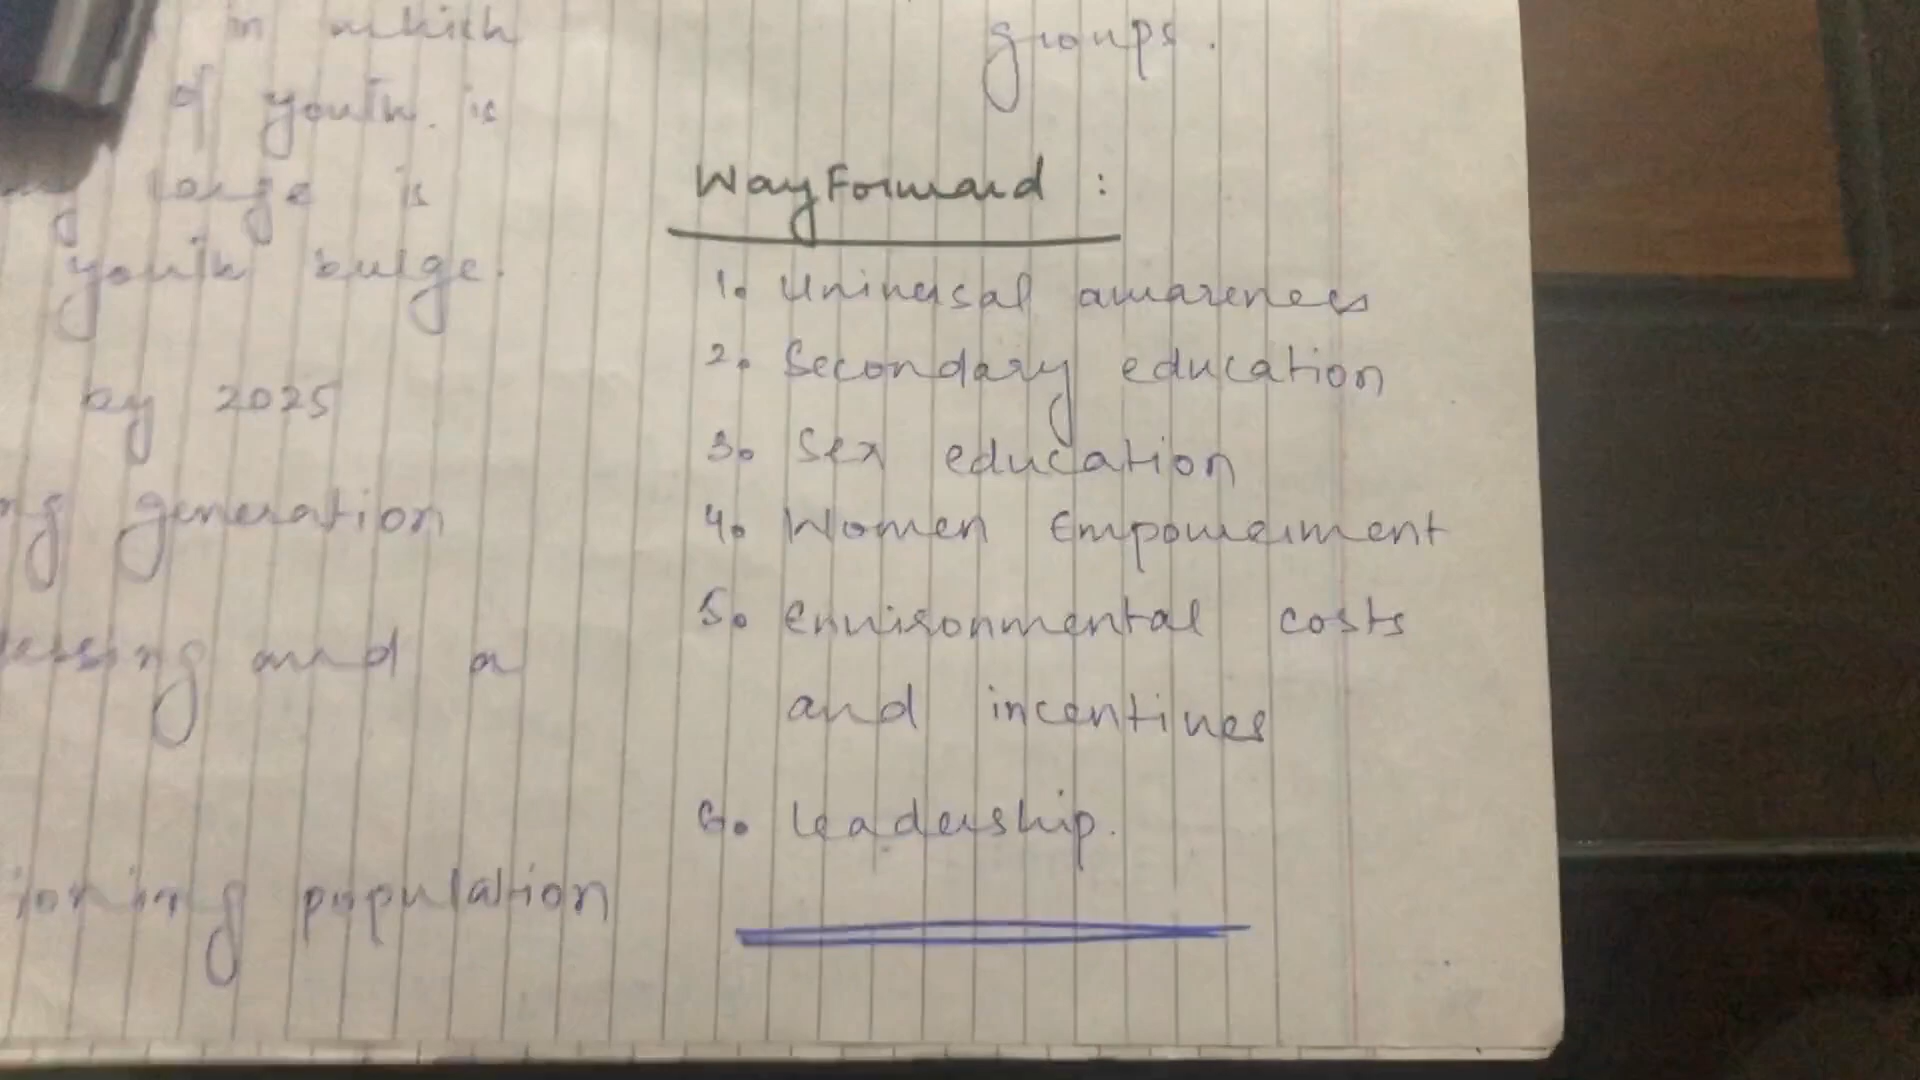 in which
of youth is
large is
youth bulge.
by 2025
generation
and a
population
groups.
Way Forward :
1. Universal awareness
2. Secondary education
3. Sex education
4. Women Empowerment
5. Environmental costs
and incentives
6. Leadership.